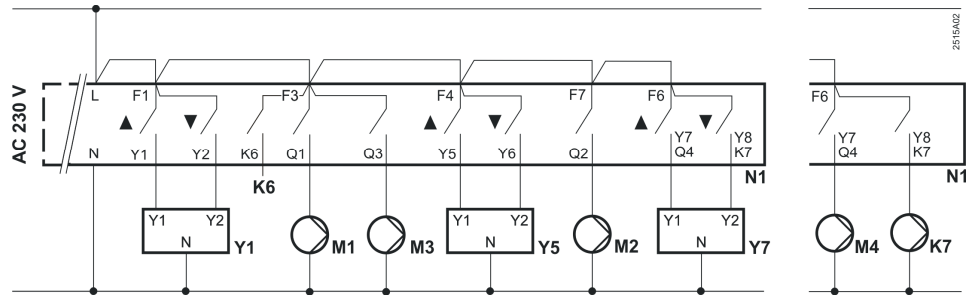 2515A02
AC 230 V
L F1 F3 F4 F7 F6 F6
▲ ▼ ▲ ▼ ▲ ▼
Y7 Y8 Y7 Y8
N Y1 Y2 K6 Q1 Q3 Y5 Y6 Q2 Q4 K7 Q4 K7
K6 N1 N1
Y1 Y2 Y1 Y2 Y1 Y2
N Y1 M1 M3 N Y5 M2 N Y7 M4 K7